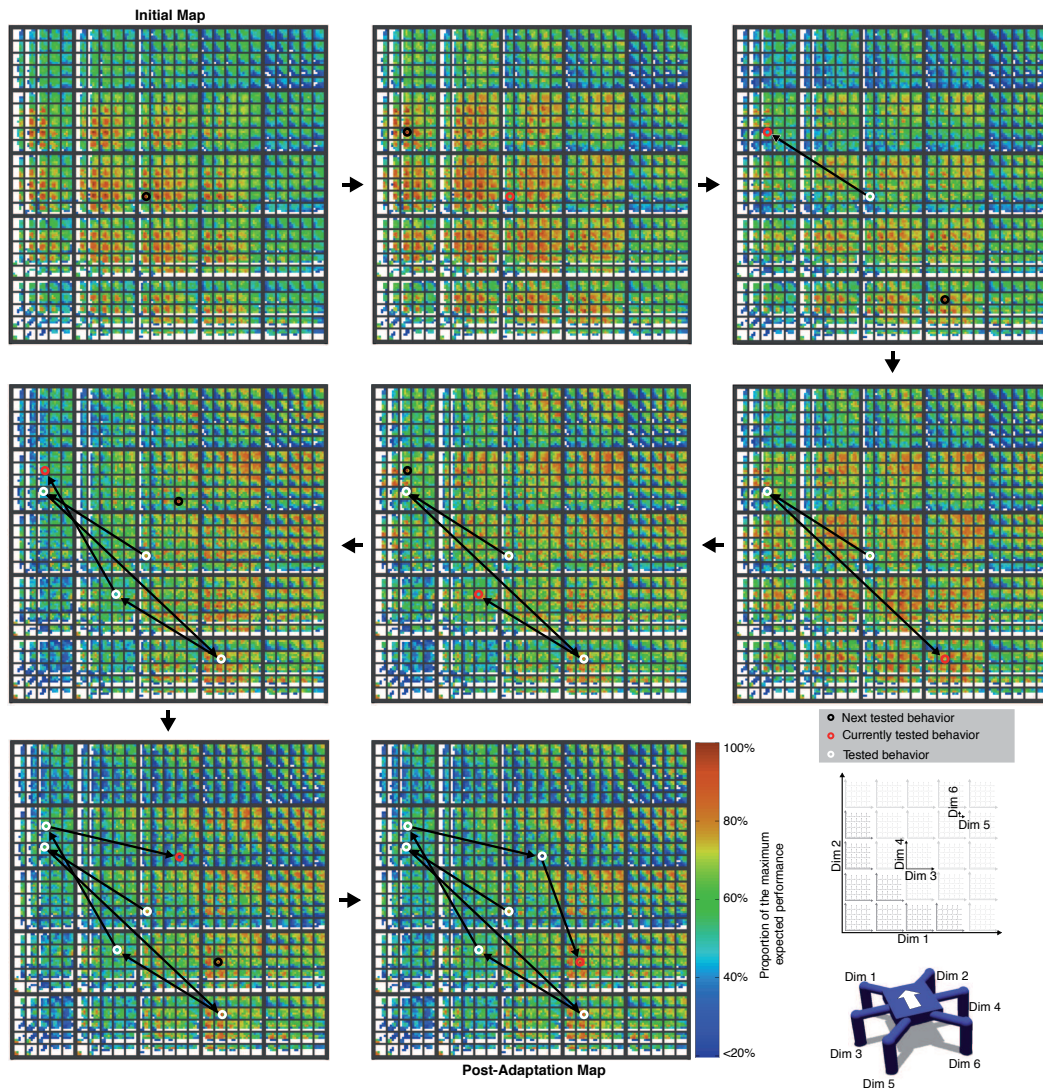 Initial Map
Next tested behavior
Currently tested behavior
Tested behavior
100%
80%
60%
40%
<20%
Proportion of the maximum
expected performance
Dim 6
Dim 5
Dim 2
Dim 4
Dim 3
Dim 1
Dim 1
Dim 2
Dim 4
Dim 3
Dim 6
Dim 5
Post-Adaptation Map